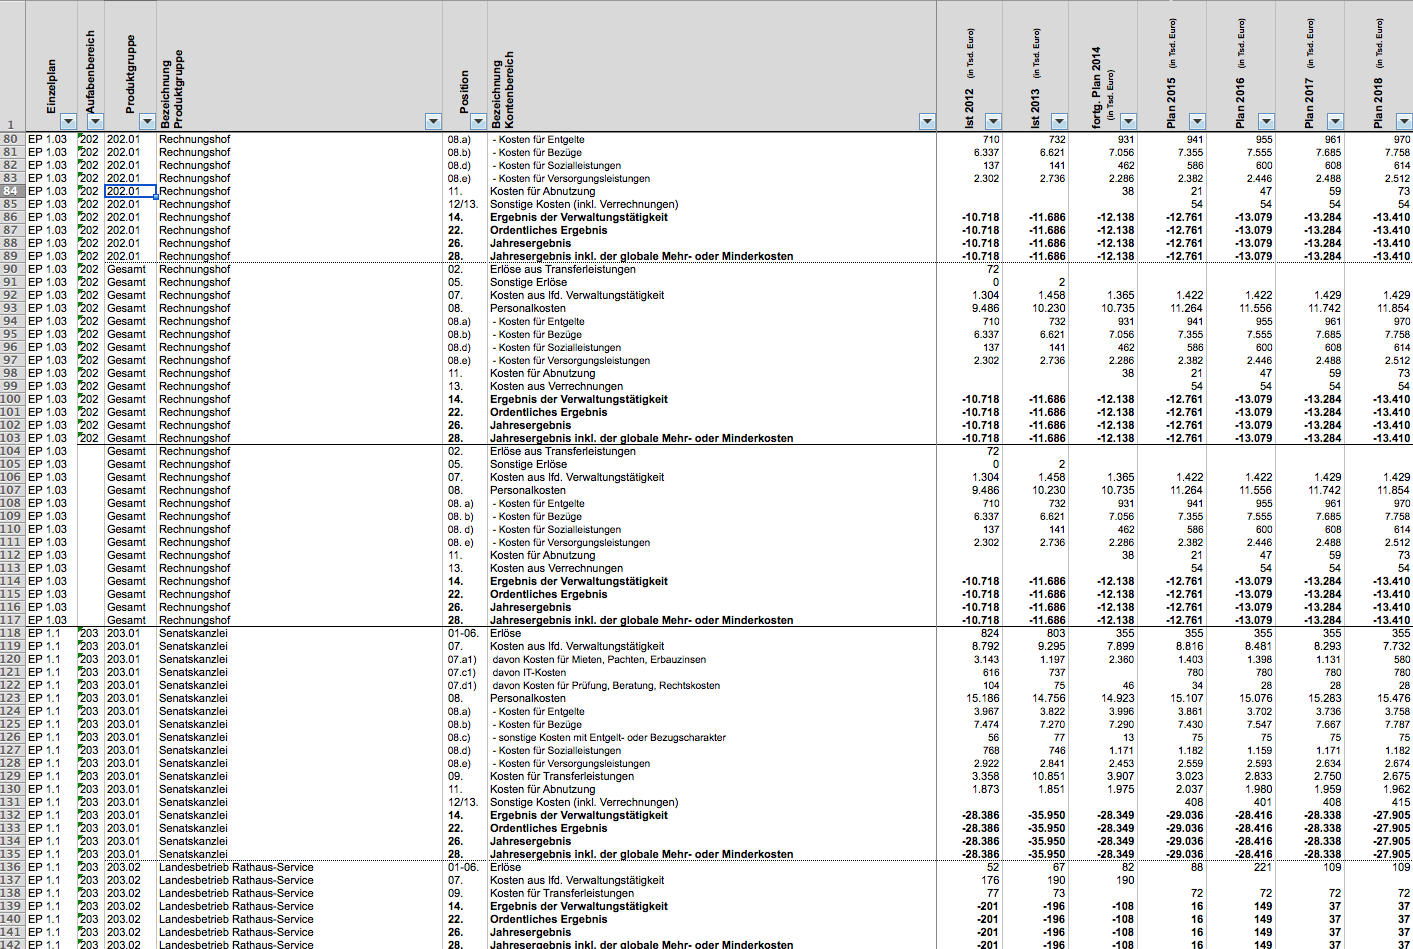 1 Einzelplan Aufabenbereich Produktgruppe Bezeichnung Produktgruppe Position Bezeichnung Kontenbereich Ist 2012 (in Tsd. Euro) Ist 2013 (in Tsd. Euro) fortg. Plan 2014 (in Tsd. Euro) Plan 2015 (in Tsd. Euro) Plan 2016 (in Tsd. Euro) Plan 2017 (in Tsd. Euro) Plan 2018 (in Tsd. Euro)
80 EP 1.03 202 202.01 Rechnungshof 08.a) - Kosten für Entgelte 710 732 931 941 955 961 970
81 EP 1.03 202 202.01 Rechnungshof 08.b) - Kosten für Bezüge 6.337 6.621 7.056 7.355 7.555 7.685 7.758
82 EP 1.03 202 202.01 Rechnungshof 08.d) - Kosten für Sozialleistungen 137 141 462 586 600 608 614
83 EP 1.03 202 202.01 Rechnungshof 08.e) - Kosten für Versorgungsleistungen 2.302 2.736 2.286 2.382 2.446 2.488 2.512
84 EP 1.03 202 202.01 Rechnungshof 11. Kosten für Abnutzung 38 21 47 59 73
85 EP 1.03 202 202.01 Rechnungshof 12/13. Sonstige Kosten (inkl. Verrechnungen) 54 54 54 54
86 EP 1.03 202 202.01 Rechnungshof 14. Ergebnis der Verwaltungstätigkeit -10.718 -11.686 -12.138 -12.761 -13.079 -13.284 -13.410
87 EP 1.03 202 202.01 Rechnungshof 22. Ordentliches Ergebnis -10.718 -11.686 -12.138 -12.761 -13.079 -13.284 -13.410
88 EP 1.03 202 202.01 Rechnungshof 26. Jahresergebnis -10.718 -11.686 -12.138 -12.761 -13.079 -13.284 -13.410
89 EP 1.03 202 202.01 Rechnungshof 28. Jahresergebnis inkl. der globale Mehr- oder Minderkosten -10.718 -11.686 -12.138 -12.761 -13.079 -13.284 -13.410
90 EP 1.03 202 Gesamt Rechnungshof 02. Erlöse aus Transferleistungen 72
91 EP 1.03 202 Gesamt Rechnungshof 05. Sonstige Erlöse 0 2
92 EP 1.03 202 Gesamt Rechnungshof 07. Kosten aus lfd. Verwaltungstätigkeit 1.304 1.458 1.365 1.422 1.422 1.429 1.429
93 EP 1.03 202 Gesamt Rechnungshof 08. Personalkosten 9.486 10.230 10.735 11.264 11.556 11.742 11.854
94 EP 1.03 202 Gesamt Rechnungshof 08.a) - Kosten für Entgelte 710 732 931 941 955 961 970
95 EP 1.03 202 Gesamt Rechnungshof 08.b) - Kosten für Bezüge 6.337 6.621 7.056 7.355 7.555 7.685 7.758
96 EP 1.03 202 Gesamt Rechnungshof 08.d) - Kosten für Sozialleistungen 137 141 462 586 600 608 614
97 EP 1.03 202 Gesamt Rechnungshof 08.e) - Kosten für Versorgungsleistungen 2.302 2.736 2.286 2.382 2.446 2.488 2.512
98 EP 1.03 202 Gesamt Rechnungshof 11. Kosten für Abnutzung 38 21 47 59 73
99 EP 1.03 202 Gesamt Rechnungshof 13. Kosten aus Verrechnungen 54 54 54 54
100 EP 1.03 202 Gesamt Rechnungshof 14. Ergebnis der Verwaltungstätigkeit -10.718 -11.686 -12.138 -12.761 -13.079 -13.284 -13.410
101 EP 1.03 202 Gesamt Rechnungshof 22. Ordentliches Ergebnis -10.718 -11.686 -12.138 -12.761 -13.079 -13.284 -13.410
102 EP 1.03 202 Gesamt Rechnungshof 26. Jahresergebnis -10.718 -11.686 -12.138 -12.761 -13.079 -13.284 -13.410
103 EP 1.03 202 Gesamt Rechnungshof 28. Jahresergebnis inkl. der globale Mehr- oder Minderkosten -10.718 -11.686 -12.138 -12.761 -13.079 -13.284 -13.410
104 EP 1.03 Gesamt Rechnungshof 02. Erlöse aus Transferleistungen 72
105 EP 1.03 Gesamt Rechnungshof 05. Sonstige Erlöse 0 2
106 EP 1.03 Gesamt Rechnungshof 07. Kosten aus lfd. Verwaltungstätigkeit 1.304 1.458 1.365 1.422 1.422 1.429 1.429
107 EP 1.03 Gesamt Rechnungshof 08. Personalkosten 9.486 10.230 10.735 11.264 11.556 11.742 11.854
108 EP 1.03 Gesamt Rechnungshof 08. a) - Kosten für Entgelte 710 732 931 941 955 961 970
109 EP 1.03 Gesamt Rechnungshof 08. b) - Kosten für Bezüge 6.337 6.621 7.056 7.355 7.555 7.685 7.758
110 EP 1.03 Gesamt Rechnungshof 08. d) - Kosten für Sozialleistungen 137 141 462 586 600 608 614
111 EP 1.03 Gesamt Rechnungshof 08. e) - Kosten für Versorgungsleistungen 2.302 2.736 2.286 2.382 2.446 2.488 2.512
112 EP 1.03 Gesamt Rechnungshof 11. Kosten für Abnutzung 38 21 47 59 73
113 EP 1.03 Gesamt Rechnungshof 13. Kosten aus Verrechnungen 54 54 54 54
114 EP 1.03 Gesamt Rechnungshof 14. Ergebnis der Verwaltungstätigkeit -10.718 -11.686 -12.138 -12.761 -13.079 -13.284 -13.410
115 EP 1.03 Gesamt Rechnungshof 22. Ordentliches Ergebnis -10.718 -11.686 -12.138 -12.761 -13.079 -13.284 -13.410
116 EP 1.03 Gesamt Rechnungshof 26. Jahresergebnis -10.718 -11.686 -12.138 -12.761 -13.079 -13.284 -13.410
117 EP 1.03 Gesamt Rechnungshof 28. Jahresergebnis inkl. der globale Mehr- oder Minderkosten -10.718 -11.686 -12.138 -12.761 -13.079 -13.284 -13.410
118 EP 1.1 203 203.01 Senatskanzlei 01-06. Erlöse 824 803 355 355 355 355 355
119 EP 1.1 203 203.01 Senatskanzlei 07. Kosten aus lfd. Verwaltungstätigkeit 8.792 9.295 7.899 8.816 8.481 8.293 7.732
120 EP 1.1 203 203.01 Senatskanzlei 07.a1) davon Kosten für Mieten, Pachten, Erbauzinsen 3.143 1.197 2.360 1.403 1.398 1.131 580
121 EP 1.1 203 203.01 Senatskanzlei 07.c1) davon IT-Kosten 616 737 780 780 780 780
122 EP 1.1 203 203.01 Senatskanzlei 07.d1) davon Kosten für Prüfung, Beratung, Rechtskosten 104 75 46 34 28 28 28
123 EP 1.1 203 203.01 Senatskanzlei 08. Personalkosten 15.186 14.756 14.923 15.107 15.076 15.283 15.476
124 EP 1.1 203 203.01 Senatskanzlei 08.a) - Kosten für Entgelte 3.967 3.822 3.996 3.861 3.702 3.736 3.758
125 EP 1.1 203 203.01 Senatskanzlei 08.b) - Kosten für Bezüge 7.474 7.270 7.290 7.430 7.547 7.667 7.787
126 EP 1.1 203 203.01 Senatskanzlei 08.c) - sonstige Kosten mit Entgelt- oder Bezugscharakter 56 77 13 75 75 75 75
127 EP 1.1 203 203.01 Senatskanzlei 08.d) - Kosten für Sozialleistungen 768 746 1.171 1.182 1.159 1.171 1.182
128 EP 1.1 203 203.01 Senatskanzlei 08.e) - Kosten für Versorgungsleistungen 2.922 2.841 2.453 2.559 2.593 2.634 2.674
129 EP 1.1 203 203.01 Senatskanzlei 09. Kosten für Transferleistungen 3.358 10.851 3.907 3.023 2.833 2.750 2.675
130 EP 1.1 203 203.01 Senatskanzlei 11. Kosten für Abnutzung 1.873 1.851 1.975 2.037 1.980 1.959 1.962
131 EP 1.1 203 203.01 Senatskanzlei 12/13. Sonstige Kosten (inkl. Verrechnungen) 408 401 408 415
132 EP 1.1 203 203.01 Senatskanzlei 14. Ergebnis der Verwaltungstätigkeit -28.386 -35.950 -28.349 -29.036 -28.416 -28.338 -27.905
133 EP 1.1 203 203.01 Senatskanzlei 22. Ordentliches Ergebnis -28.386 -35.950 -28.349 -29.036 -28.416 -28.338 -27.905
134 EP 1.1 203 203.01 Senatskanzlei 26. Jahresergebnis -28.386 -35.950 -28.349 -29.036 -28.416 -28.338 -27.905
135 EP 1.1 203 203.01 Senatskanzlei 28. Jahresergebnis inkl. der globale Mehr- oder Minderkosten -28.386 -35.950 -28.349 -29.036 -28.416 -28.338 -27.905
136 EP 1.1 203 203.02 Landesbetrieb Rathaus-Service 01-06. Erlöse 52 67 82 88 221 109 109
137 EP 1.1 203 203.02 Landesbetrieb Rathaus-Service 07. Kosten aus lfd. Verwaltungstätigkeit 176 190 190
138 EP 1.1 203 203.02 Landesbetrieb Rathaus-Service 09. Kosten für Transferleistungen 77 73 72 72 72 72
139 EP 1.1 203 203.02 Landesbetrieb Rathaus-Service 14. Ergebnis der Verwaltungstätigkeit -201 -196 -108 16 149 37 37
140 EP 1.1 203 203.02 Landesbetrieb Rathaus-Service 22. Ordentliches Ergebnis -201 -196 -108 16 149 37 37
141 EP 1.1 203 203.02 Landesbetrieb Rathaus-Service 26. Jahresergebnis -201 -196 -108 16 149 37 37
142 EP 1.1 203 203.02 Landesbetrieb Rathaus-Service 28. Jahresergebnis inkl. der globale Mehr- oder Minderkosten -201 -196 -108 16 149 37 37